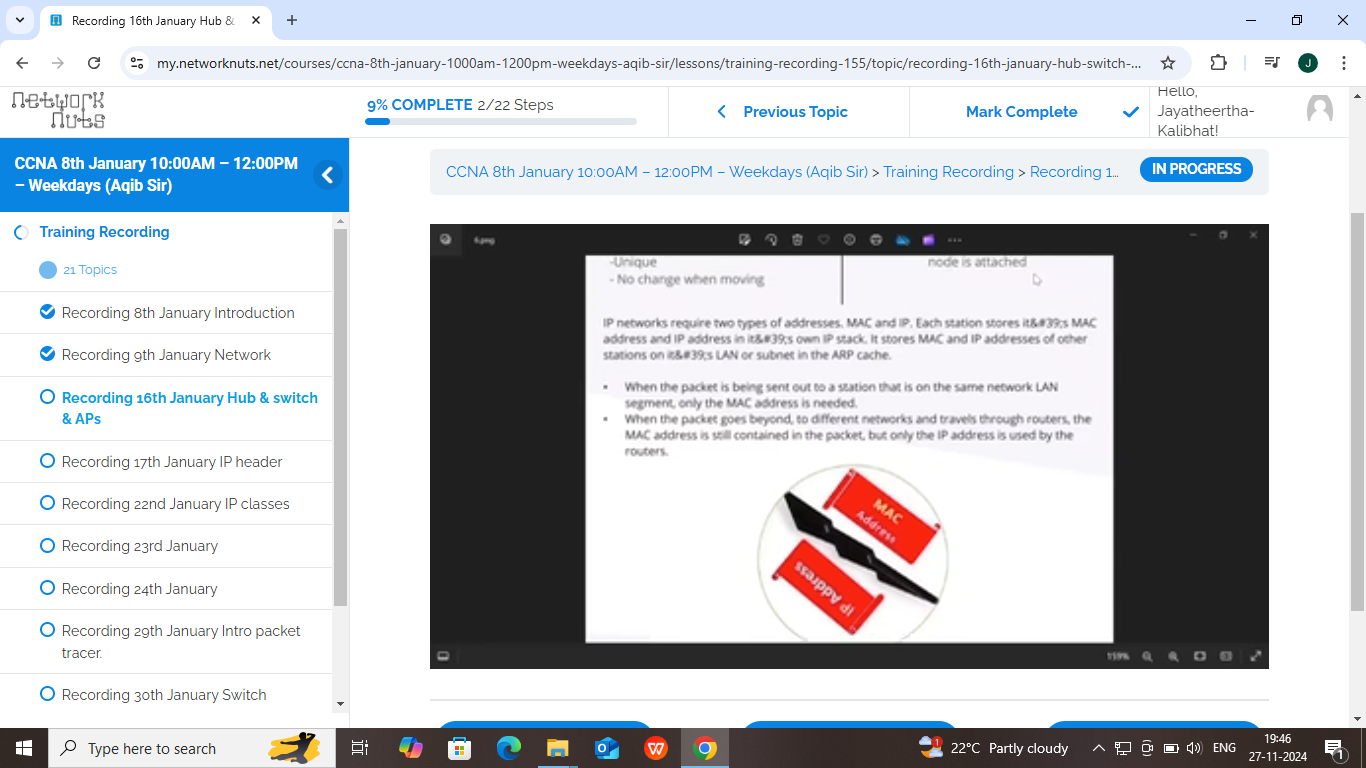 Recording 16th January Hub &
my.networknuts.net/courses/ccna-8th-january-1000am-1200pm-weekdays-aqib-sir/lessons/training-recording-155/topic/recording-16th-january-hub-switch-...
J
NETWORK
NUTS
9% COMPLETE 2/22 Steps
Previous Topic
Mark Complete
Hello,
Jayatheertha-
Kalibhat!
CCNA 8th January 10:00AM – 12:00PM
– Weekdays (Aqib Sir)
Training Recording
21 Topics
Recording 8th January Introduction
Recording 9th January Network
Recording 16th January Hub & switch
& APs
Recording 17th January IP header
Recording 22nd January IP classes
Recording 23rd January
Recording 24th January
Recording 29th January Intro packet
tracer.
Recording 30th January Switch
CCNA 8th January 10:00AM – 12:00PM – Weekdays (Aqib Sir) > Training Recording > Recording 1...
IN PROGRESS
6.png
-Unique
- No change when moving
node is attached
IP networks require two types of addresses. MAC and IP. Each station stores it&#39;s MAC
address and IP address in it&#39;s own IP stack. It stores MAC and IP addresses of other
stations on it&#39;s LAN or subnet in the ARP cache.
• When the packet is being sent out to a station that is on the same network LAN
segment, only the MAC address is needed.
• When the packet goes beyond, to different networks and travels through routers, the
MAC address is still contained in the packet, but only the IP address is used by the
routers.
MAC
Address
IP Address
159%
Type here to search
22°C Partly cloudy
ENG
19:46
27-11-2024
1